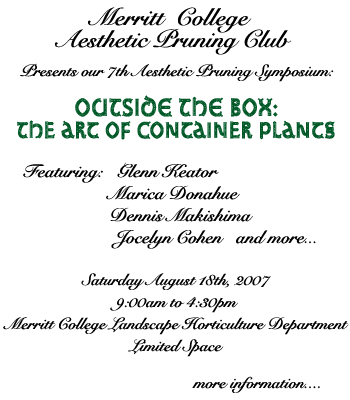 Merritt College
Aesthetic Pruning Club
Presents our 7th Aesthetic Pruning Symposium:
OUTSIDE THE BOX:
THE ART OF CONTAINER PLANTS
Featuring: Glenn Keator
Marica Donahue
Dennis Makishima
Jocelyn Cohen and more...
Saturday August 18th, 2007
9:00am to 4:30pm
Merritt College Landscape Horticulture Department
Limited Space
more information....